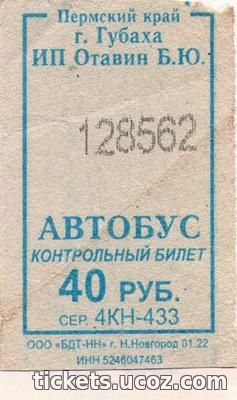 Пермский край
г. Губаха
ИП Отавин Б.Ю.
128562
АВТОБУС
КОНТРОЛЬНЫЙ БИЛЕТ
40 РУБ.
СЕР. 4КН-433
ООО «БДТ-НН» г. Н.Новгород 01.22
ИНН 5246047463
www.tickets.ucoz.com